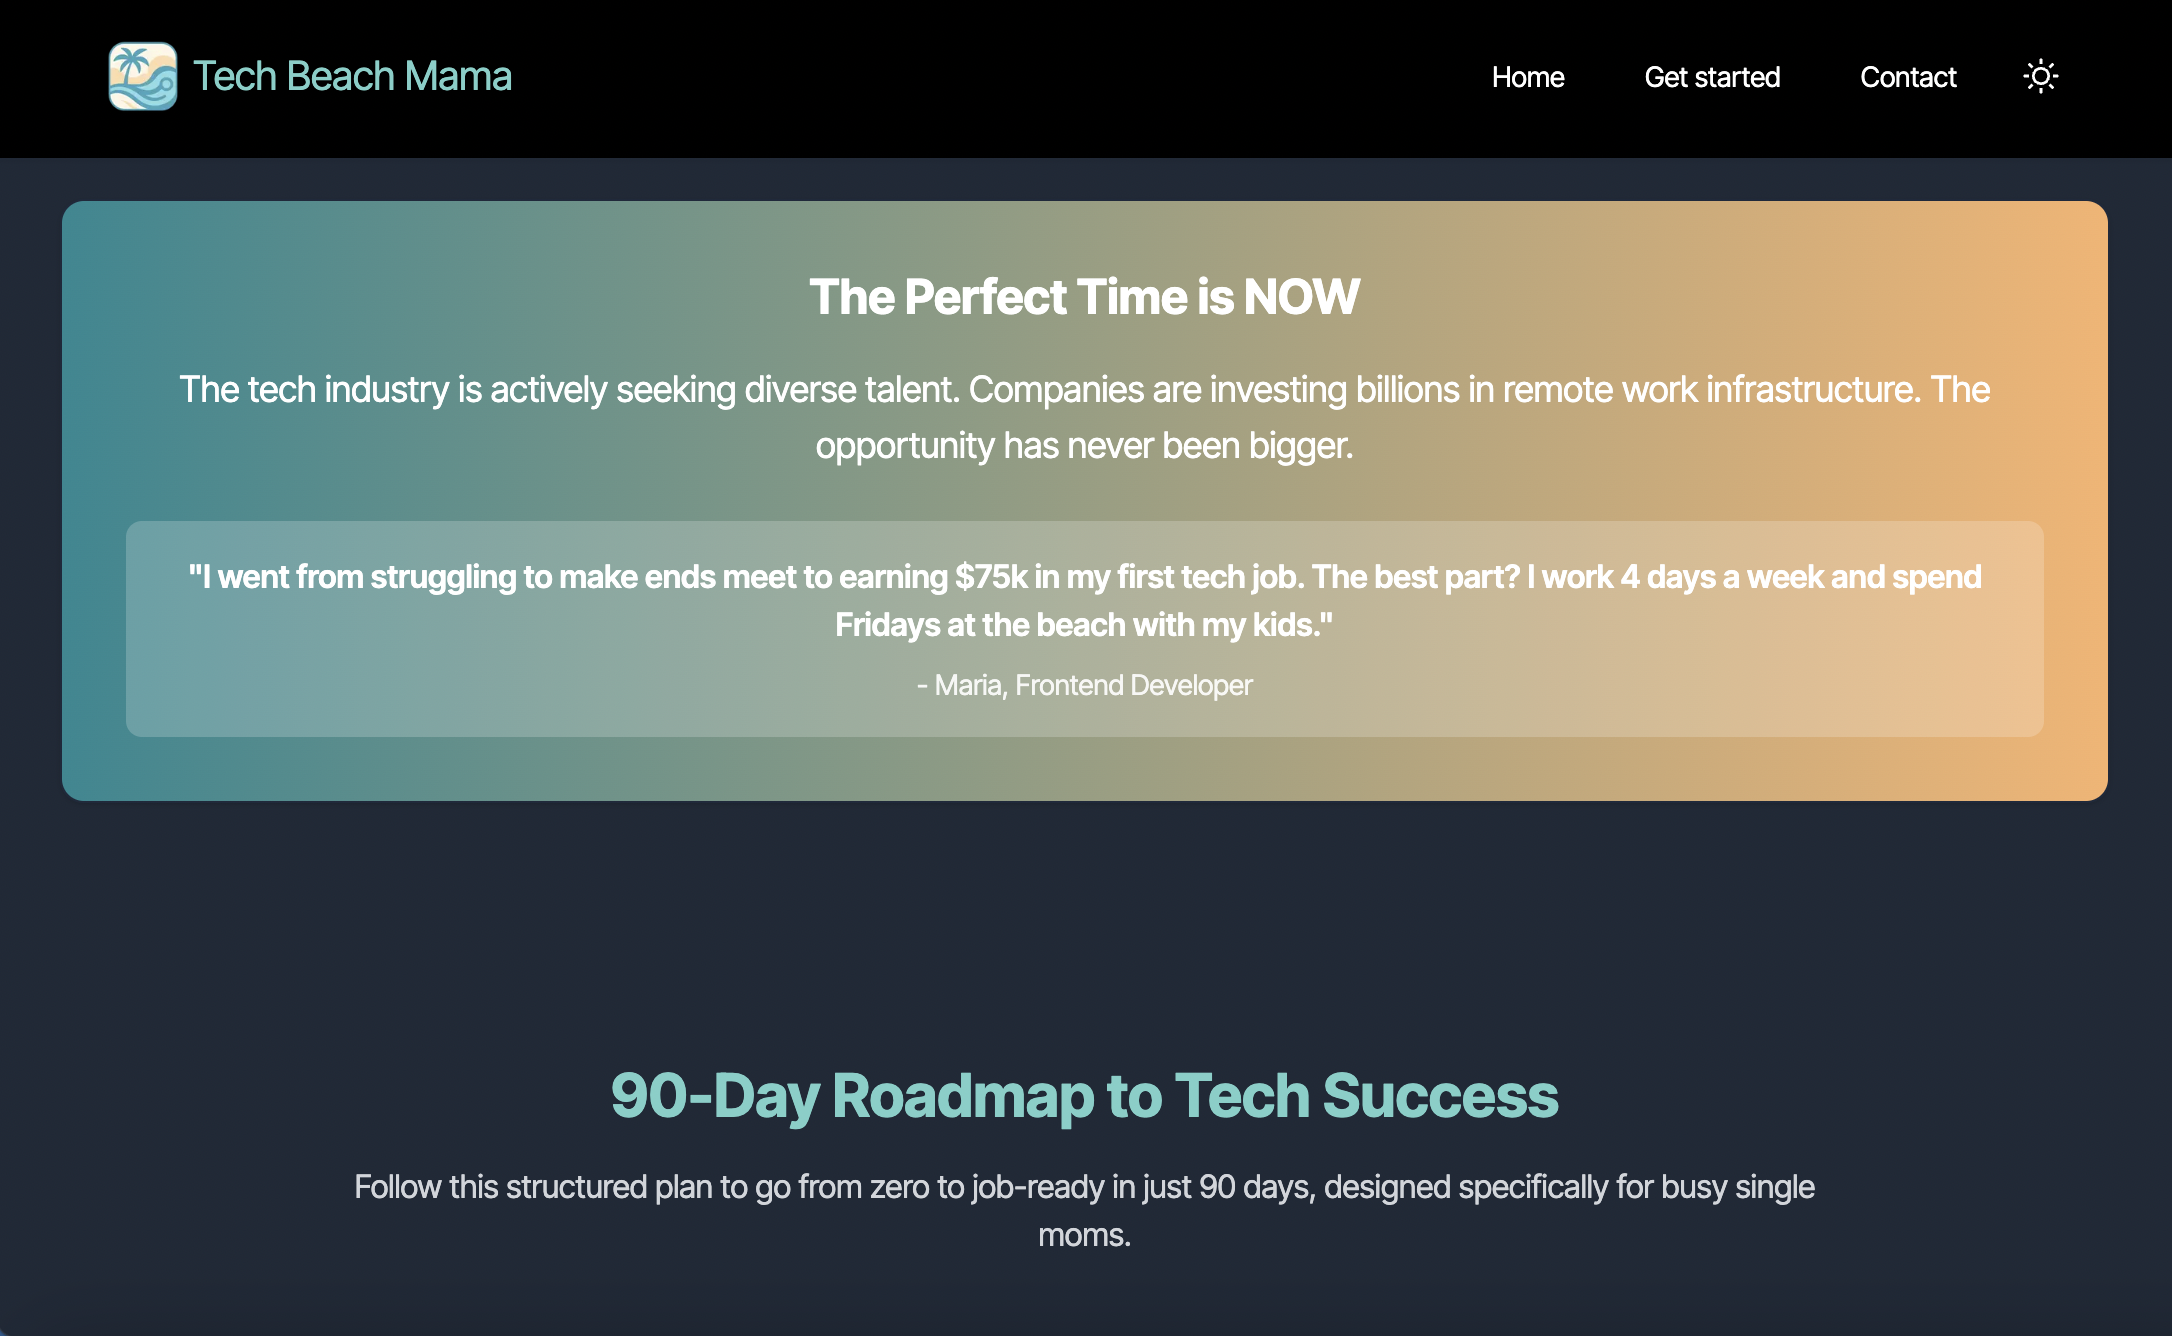 Tech Beach Mama
Home
Get started
Contact
The Perfect Time is NOW
The tech industry is actively seeking diverse talent. Companies are investing billions in remote work infrastructure. The
opportunity has never been bigger.
"I went from struggling to make ends meet to earning $75k in my first tech job. The best part? I work 4 days a week and spend
Fridays at the beach with my kids."
- Maria, Frontend Developer
90-Day Roadmap to Tech Success
Follow this structured plan to go from zero to job-ready in just 90 days, designed specifically for busy single
moms.